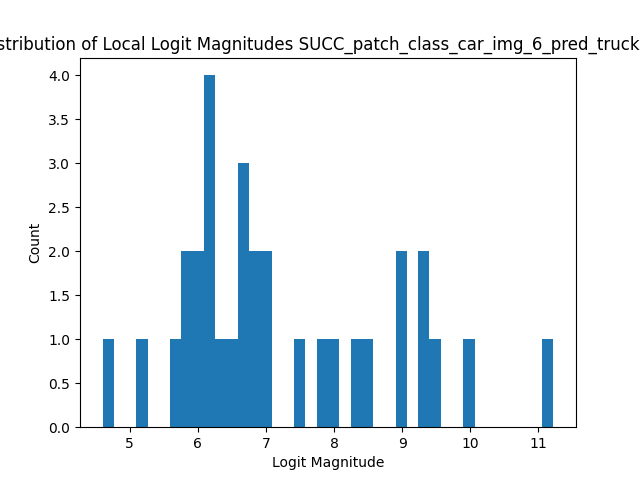 stribution of Local Logit Magnitudes SUCC_patch_class_car_img_6_pred_truck
4.0
3.5
3.0
2.5
2.0
1.5
1.0
0.5
0.0
Count
5 6 7 8 9 10 11
Logit Magnitude